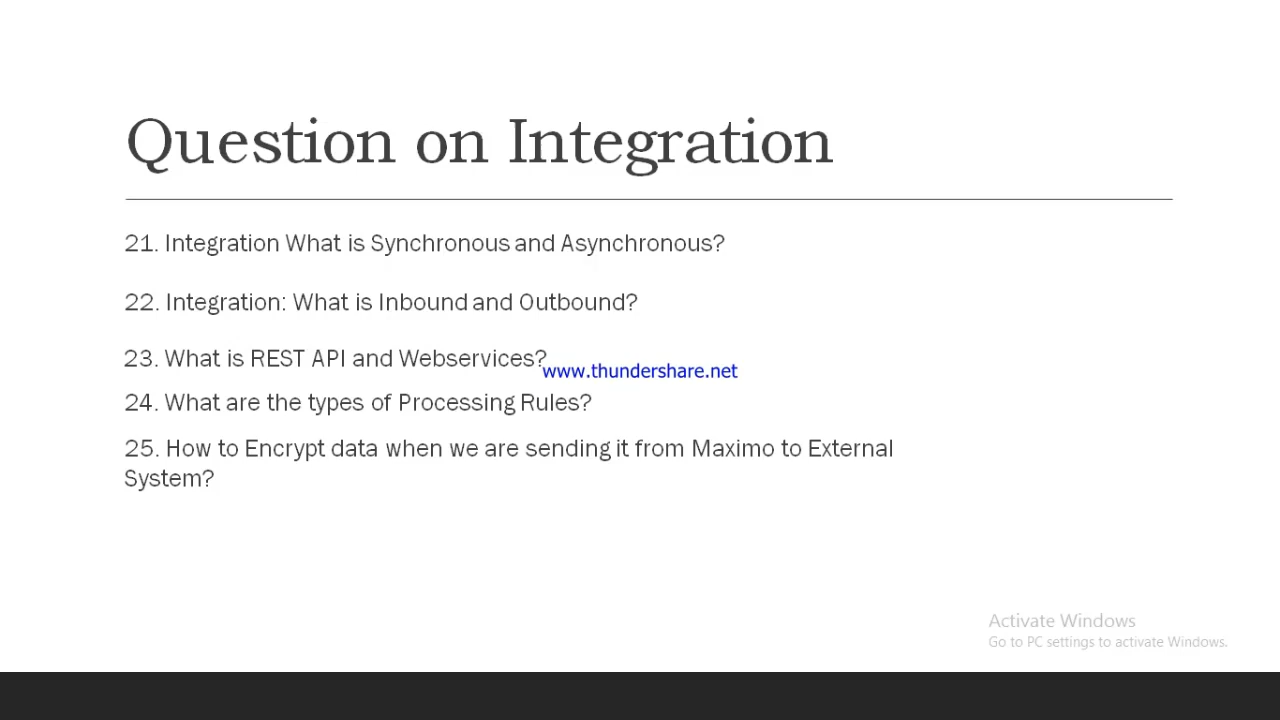 Question on Integration
21. Integration What is Synchronous and Asynchronous?
22. Integration: What is Inbound and Outbound?
23. What is REST API and Webservices?
www.thundershare.net
24. What are the types of Processing Rules?
25. How to Encrypt data when we are sending it from Maximo to External
System?
Activate Windows
Go to PC settings to activate Windows.